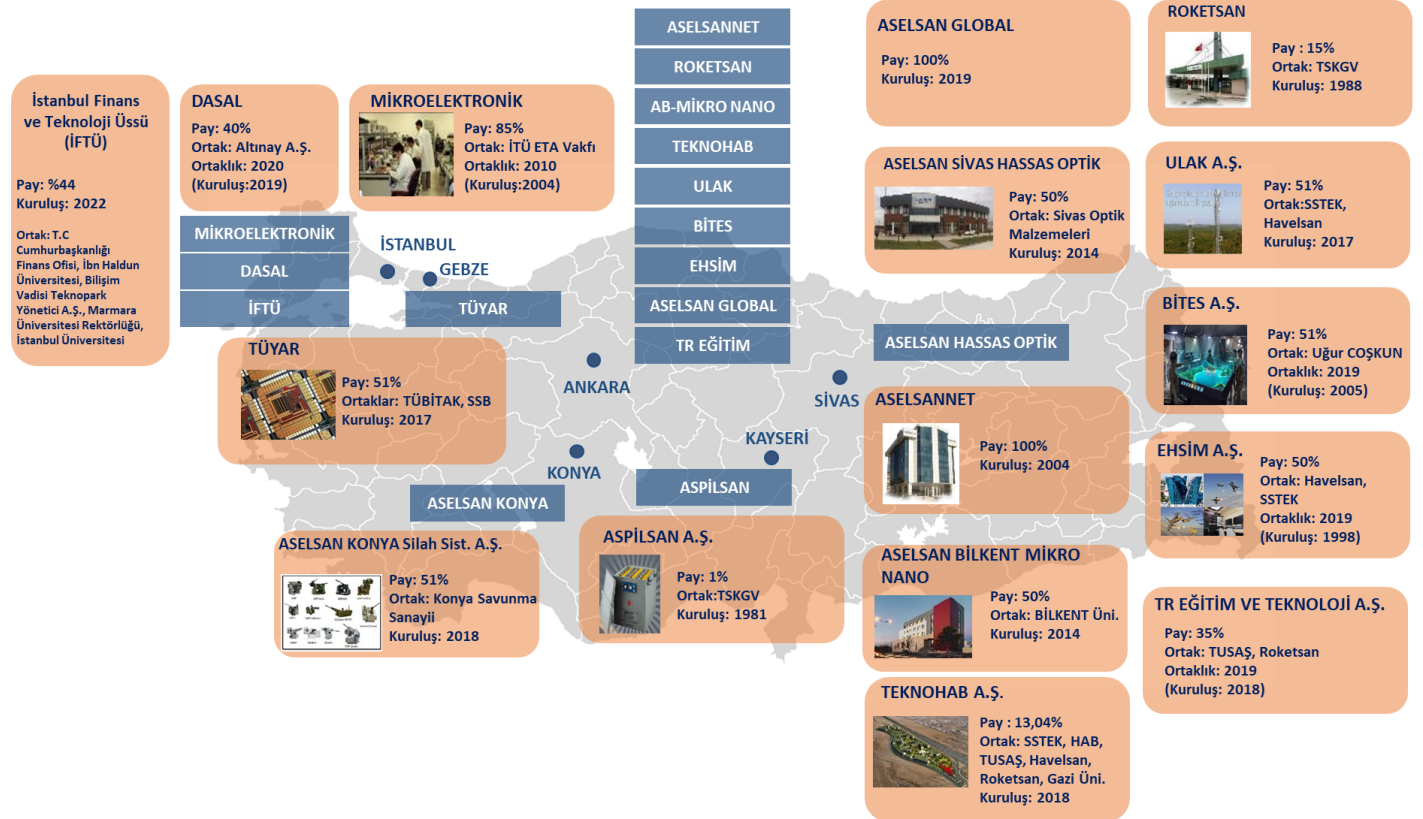 İstanbul Finans
ve Teknoloji Üssü
(İFTÜ)
Pay: %44
Kuruluş: 2022
Ortak: T.C
Cumhurbaşkanlığı
Finans Ofisi, İbn Haldun
Üniversitesi, Bilişim
Vadisi Teknopark
Yönetici A.Ş., Marmara
Üniversitesi Rektörlüğü,
İstanbul Üniversitesi
DASAL
Pay: 40%
Ortak: Altınay A.Ş.
Ortaklık: 2020
(Kuruluş:2019)
MİKROELEKTRONİK
Pay: 85%
Ortak: İTÜ ETA Vakfı
Ortaklık: 2010
(Kuruluş:2004)
MİKROELEKTRONİK
DASAL
İFTÜ
İSTANBUL
GEBZE
TÜYAR
TÜYAR
Pay: 51%
Ortaklar: TÜBİTAK, SSB
Kuruluş: 2017
ASELSANNET
ROKETSAN
AB-MİKRO NANO
TEKNOHAB
ULAK
BİTES
EHSİM
ASELSAN GLOBAL
TR EĞİTİM
ANKARA
KONYA
KAYSERİ
SİVAS
ASELSAN KONYA
ASPİLSAN
ASELSAN HASSAS OPTİK
ASELSAN KONYA Silah Sist. A.Ş.
Pay: 51%
Ortak: Konya Savunma
Sanayii
Kuruluş: 2018
ASPİLSAN A.Ş.
Pay: 1%
Ortak:TSKGV
Kuruluş: 1981
ASELSAN GLOBAL
Pay: 100%
Kuruluş: 2019
ASELSAN SİVAS HASSAS OPTİK
Pay: 50%
Ortak: Sivas Optik
Malzemeleri
Kuruluş: 2014
ASELSANNET
Pay: 100%
Kuruluş: 2004
ASELSAN BİLKENT MİKRO
NANO
Pay: 50%
Ortak: BİLKENT Üni.
Kuruluş: 2014
TEKNOHAB A.Ş.
Pay : 13,04%
Ortak: SSTEK, HAB,
TUSAŞ, Havelsan,
Roketsan, Gazi Üni.
Kuruluş: 2018
ROKETSAN
Pay : 15%
Ortak: TSKGV
Kuruluş: 1988
ULAK A.Ş.
Pay: 51%
Ortak:SSTEK,
Havelsan
Kuruluş: 2017
BİTES A.Ş.
Pay: 51%
Ortak: Uğur COŞKUN
Ortaklık: 2019
(Kuruluş: 2005)
EHSİM A.Ş.
Pay: 50%
Ortak: Havelsan,
SSTEK
Ortaklık: 2019
(Kuruluş: 1998)
TR EĞİTİM VE TEKNOLOJİ A.Ş.
Pay: 35%
Ortak: TUSAŞ, Roketsan
Ortaklık: 2019
(Kuruluş: 2018)